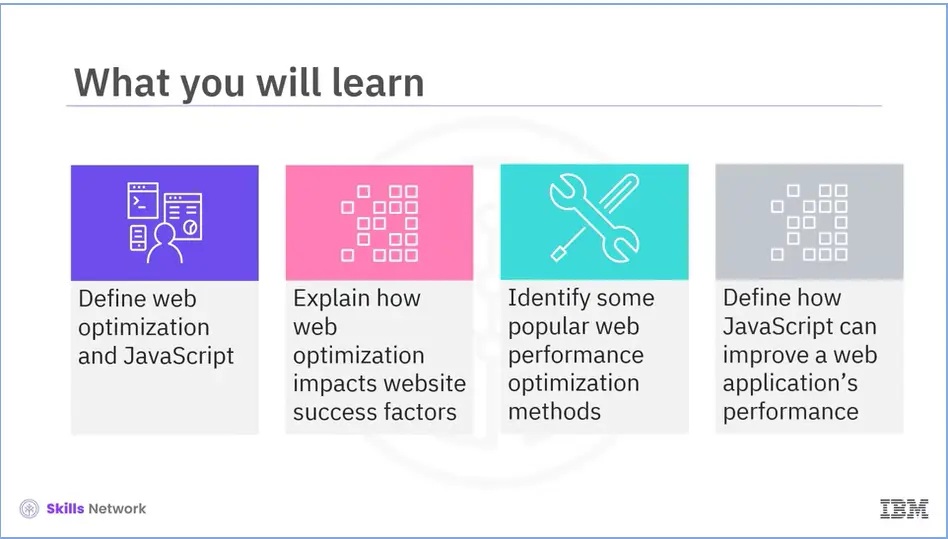 What you will learn
Define web
optimization
and JavaScript
Explain how
web
optimization
impacts website
success factors
Identify some
popular web
performance
optimization
methods
Define how
JavaScript can
improve a web
application’s
performance
Skills Network
IBM